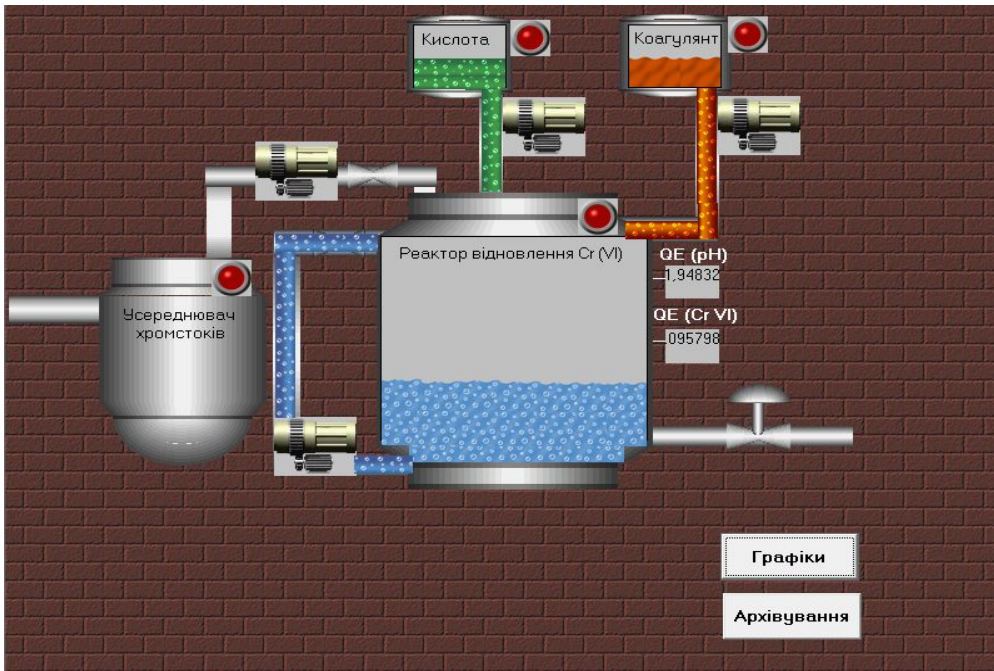 Кислота
Коагулянт
Реактор відновлення Cr (VI)
QE (pH)
1,94832
QE (Cr VI)
095798
Усереднювач
хромстоків
Графіки
Архівування